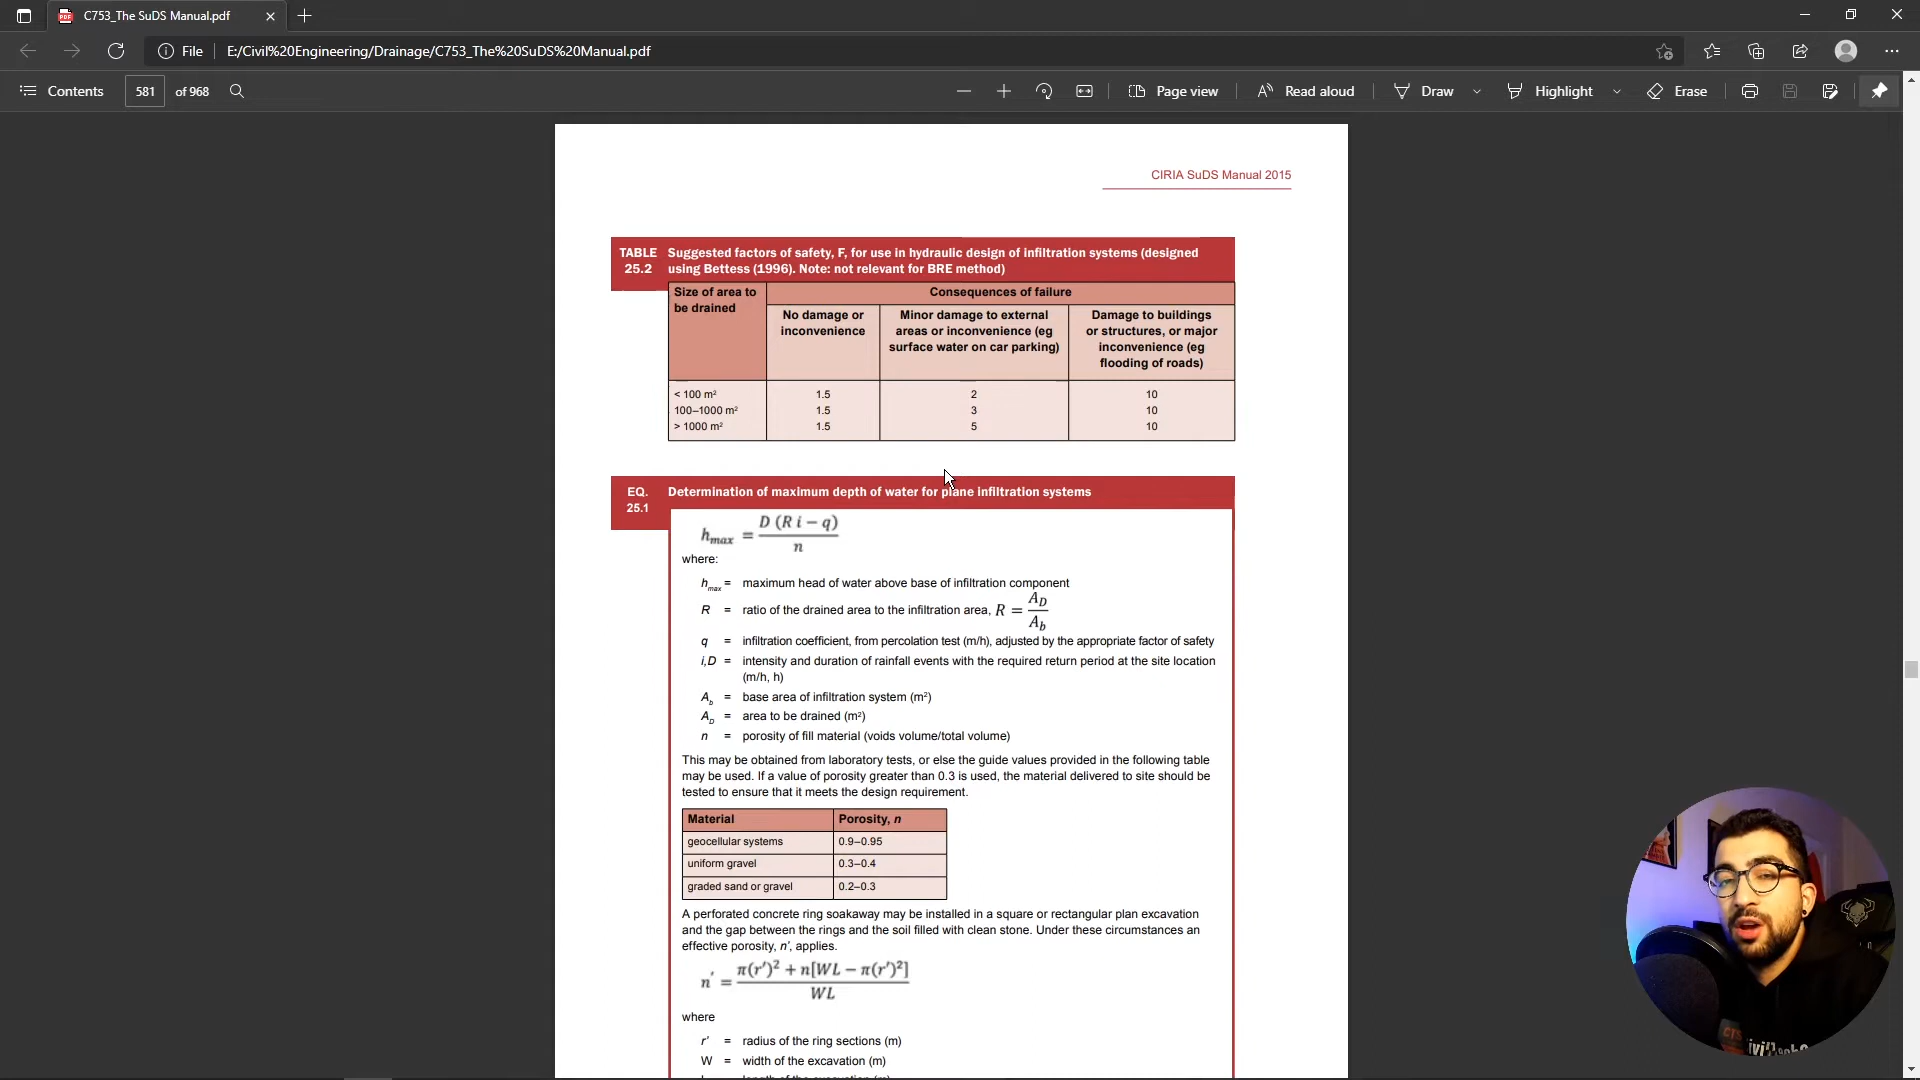 C753_The SuDS Manual.pdf
File
E:/Civil%20Engineering/Drainage/C753_The%20SuDS%20Manual.pdf
Contents
581
of 968
Page view
Read aloud
Draw
Highlight
Erase
CIRIA SuDS Manual 2015
TABLE 25.2
Suggested factors of safety, F, for use in hydraulic design of infiltration systems (designed
using Bettess (1996). Note: not relevant for BRE method)
Size of area to
be drained
Consequences of failure
No damage or
inconvenience
Minor damage to external
areas or inconvenience (eg
surface water on car parking)
Damage to buildings
or structures, or major
inconvenience (eg
flooding of roads)
< 100 m² 1.5 2 10
100–1000 m² 1.5 3 10
> 1000 m² 1.5 5 10
EQ. 25.1
Determination of maximum depth of water for plane infiltration systems
h_max = D (R i − q) / n
where:
h_max = maximum head of water above base of infiltration component
R = ratio of the drained area to the infiltration area, R = A_D / A_b
q = infiltration coefficient, from percolation test (m/h), adjusted by the appropriate factor of safety
i,D = intensity and duration of rainfall events with the required return period at the site location
(m/h, h)
A_b = base area of infiltration system (m²)
A_D = area to be drained (m²)
n = porosity of fill material (voids volume/total volume)
This may be obtained from laboratory tests, or else the guide values provided in the following table
may be used. If a value of porosity greater than 0.3 is used, the material delivered to site should be
tested to ensure that it meets the design requirement.
Material Porosity, n
geocellular systems 0.9–0.95
uniform gravel 0.3–0.4
graded sand or gravel 0.2–0.3
A perforated concrete ring soakaway may be installed in a square or rectangular plan excavation
and the gap between the rings and the soil filled with clean stone. Under these circumstances an
effective porosity, n', applies.
n' = π(r')² + n[WL − π(r')²] / WL
where
r' = radius of the ring sections (m)
W = width of the excavation (m)